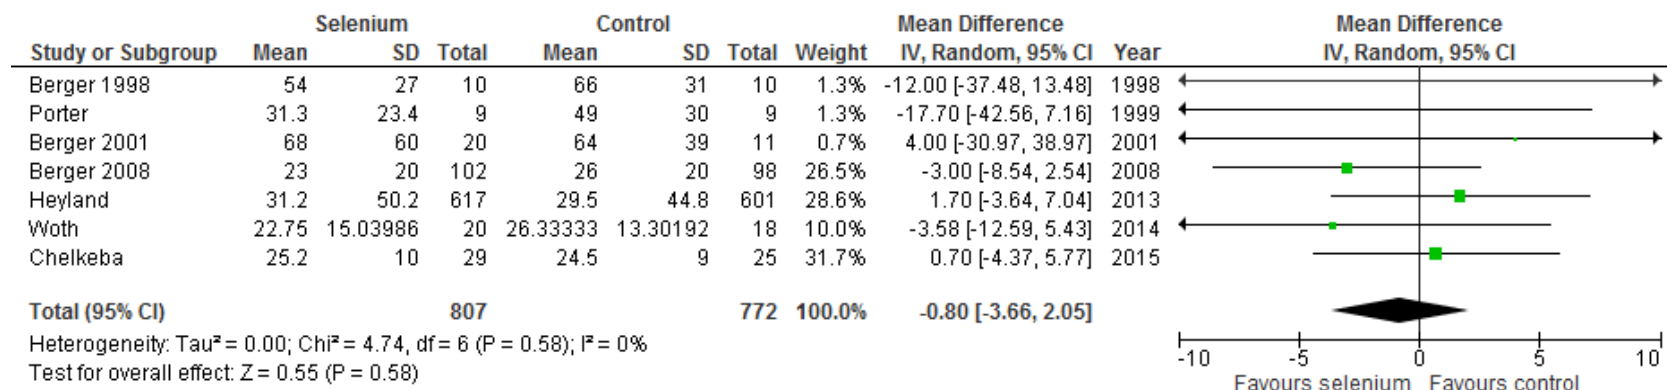 Selenium Control Mean Difference Mean Difference
Study or Subgroup Mean SD Total Mean SD Total Weight IV, Random, 95% CI Year IV, Random, 95% CI
Berger 1998 54 27 10 66 31 10 1.3% -12.00 [-37.48, 13.48] 1998
Porter 31.3 23.4 9 49 30 9 1.3% -17.70 [-42.56, 7.16] 1999
Berger 2001 68 60 20 64 39 11 0.7% 4.00 [-30.97, 38.97] 2001
Berger 2008 23 20 102 26 20 98 26.5% -3.00 [-8.54, 2.54] 2008
Heyland 31.2 50.2 617 29.5 44.8 601 28.6% 1.70 [-3.64, 7.04] 2013
Woth 22.75 15.03986 20 26.33333 13.30192 18 10.0% -3.58 [-12.59, 5.43] 2014
Chelkeba 25.2 10 29 24.5 9 25 31.7% 0.70 [-4.37, 5.77] 2015
Total (95% CI) 807 772 100.0% -0.80 [-3.66, 2.05]
Heterogeneity: Tau² = 0.00; Chi² = 4.74, df = 6 (P = 0.58); I² = 0%
Test for overall effect: Z = 0.55 (P = 0.58)
-10 -5 0 5 10
Favours selenium Favours control